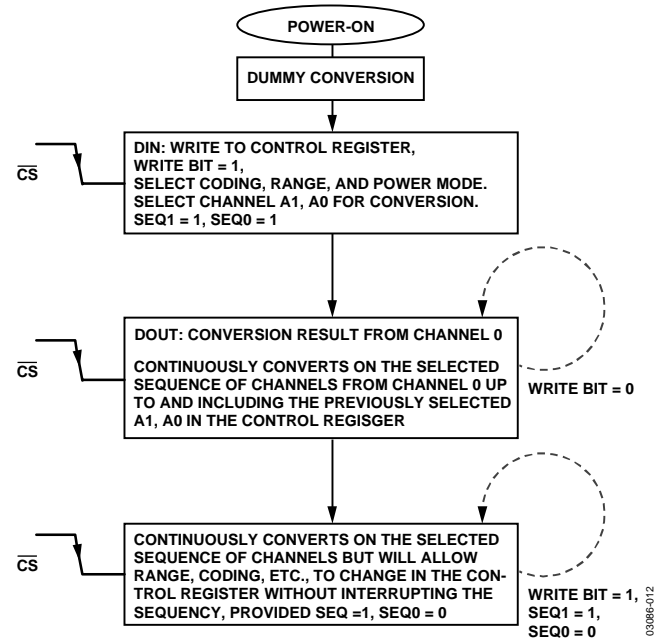 POWER-ON
DUMMY CONVERSION
DIN: WRITE TO CONTROL REGISTER,
WRITE BIT = 1,
SELECT CODING, RANGE, AND POWER MODE.
SELECT CHANNEL A1, A0 FOR CONVERSION.
SEQ1 = 1, SEQ0 = 1
CS
DOUT: CONVERSION RESULT FROM CHANNEL 0
CONTINUOUSLY CONVERTS ON THE SELECTED
SEQUENCE OF CHANNELS FROM CHANNEL 0 UP
TO AND INCLUDING THE PREVIOUSLY SELECTED
A1, A0 IN THE CONTROL REGISGER
CS
WRITE BIT = 0
CONTINUOUSLY CONVERTS ON THE SELECTED
SEQUENCE OF CHANNELS BUT WILL ALLOW
RANGE, CODING, ETC., TO CHANGE IN THE CON-
TROL REGISTER WITHOUT INTERRUPTING THE
SEQUENCY, PROVIDED SEQ =1, SEQ0 = 0
CS
WRITE BIT = 1,
SEQ1 = 1,
SEQ0 = 0
03086-012